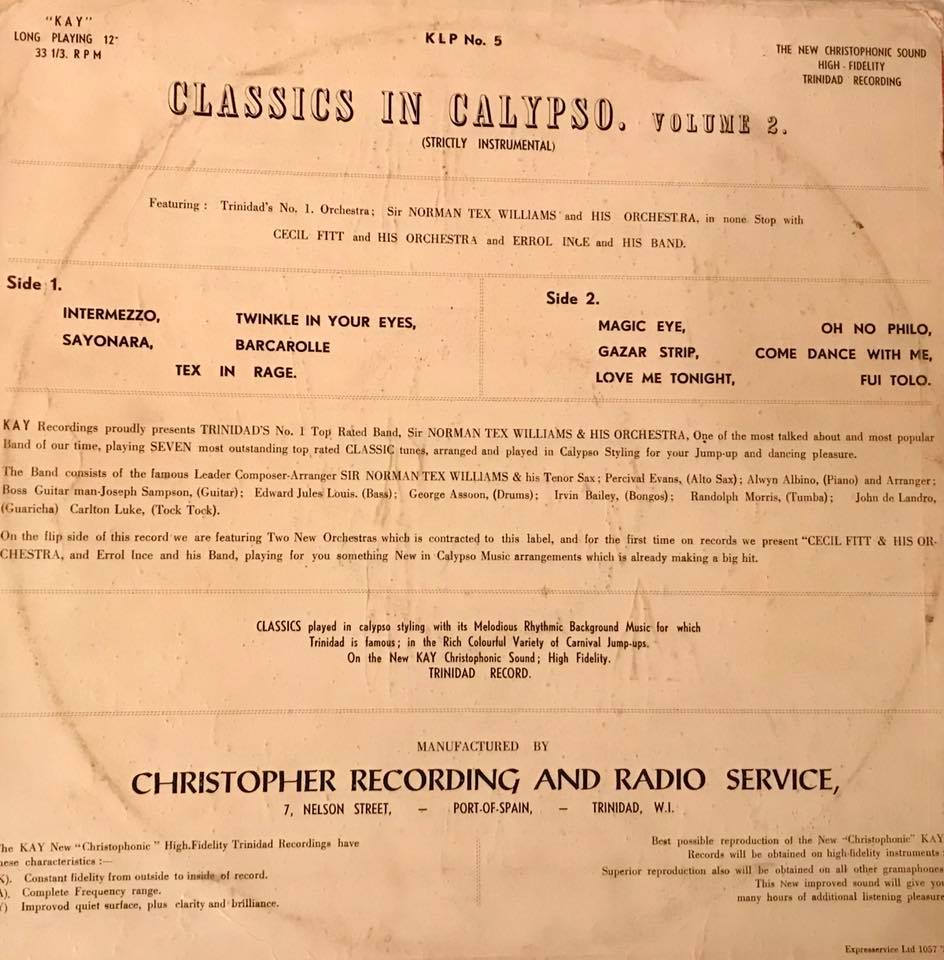 "KAY"
LONG PLAYING 12"
33 1/3. R P M
KLP No. 5
THE NEW CHRISTOPHONIC SOUND
HIGH - FIDELITY
TRINIDAD RECORDING
CLASSICS IN CALYPSO. VOLUME 2.
(STRICTLY INSTRUMENTAL)
Featuring : Trinidad's No. 1. Orchestra; Sir NORMAN TEX WILLIAMS and HIS ORCHESTRA, in none Stop with
CECIL FITT and HIS ORCHESTRA and ERROL INCE and HIS BAND.
Side 1.
INTERMEZZO, TWINKLE IN YOUR EYES,
SAYONARA, BARCAROLLE
TEX IN RAGE.
Side 2.
MAGIC EYE, OH NO PHILO,
GAZAR STRIP, COME DANCE WITH ME,
LOVE ME TONIGHT, FUI TOLO.
KAY Recordings proudly presents TRINIDAD'S No. 1 Top Rated Band, Sir NORMAN TEX WILLIAMS & HIS ORCHESTRA, One of the most talked about and most popular
Band of our time, playing SEVEN most outstanding top rated CLASSIC tunes, arranged and played in Calypso Styling for your Jump-up and dancing pleasure.
The Band consists of the famous Leader Composer-Arranger SIR NORMAN TEX WILLIAMS & his Tenor Sax; Percival Evans, (Alto Sax); Alwyn Albino, (Piano) and Arranger;
Boss Guitar man-Joseph Sampson, (Guitar); Edward Jules Louis. (Bass); George Assoon, (Drums); Irvin Bailey, (Bongos); Randolph Morris, (Tumba); John de Landro,
(Guaricha) Carlton Luke, (Tock Tock).
On the flip side of this record we are featuring Two New Orchestras which is contracted to this label, and for the first time on records we present "CECIL FITT & HIS OR-
CHESTRA, and Errol Ince and his Band, playing for you something New in Calypso Music arrangements which is already making a big hit.
CLASSICS played in calypso styling with its Melodious Rhythmic Background Music for which
Trinidad is famous; in the Rich Colourful Variety of Carnival Jump-ups.
On the New KAY Christophonic Sound; High Fidelity.
TRINIDAD RECORD.
MANUFACTURED BY
CHRISTOPHER RECORDING AND RADIO SERVICE,
7, NELSON STREET, – PORT-OF-SPAIN, – TRINIDAD, W.I.
The KAY New "Christophonic" High.Fidelity Trinidad Recordings have
these characteristics :—
K). Constant fidelity from outside to inside of record.
A). Complete Frequency range.
Y) Improvod quiet surface, plus clarity and brilliance.
Best possible reproduction of the New "Christophonic" KAY
Records will be obtained on high-fidelity instruments :
Superior reproduction also will be obtained on all other gramaphones
This New improved sound will give you
many hours of additional listening pleasure
Expresservice Ltd 1057